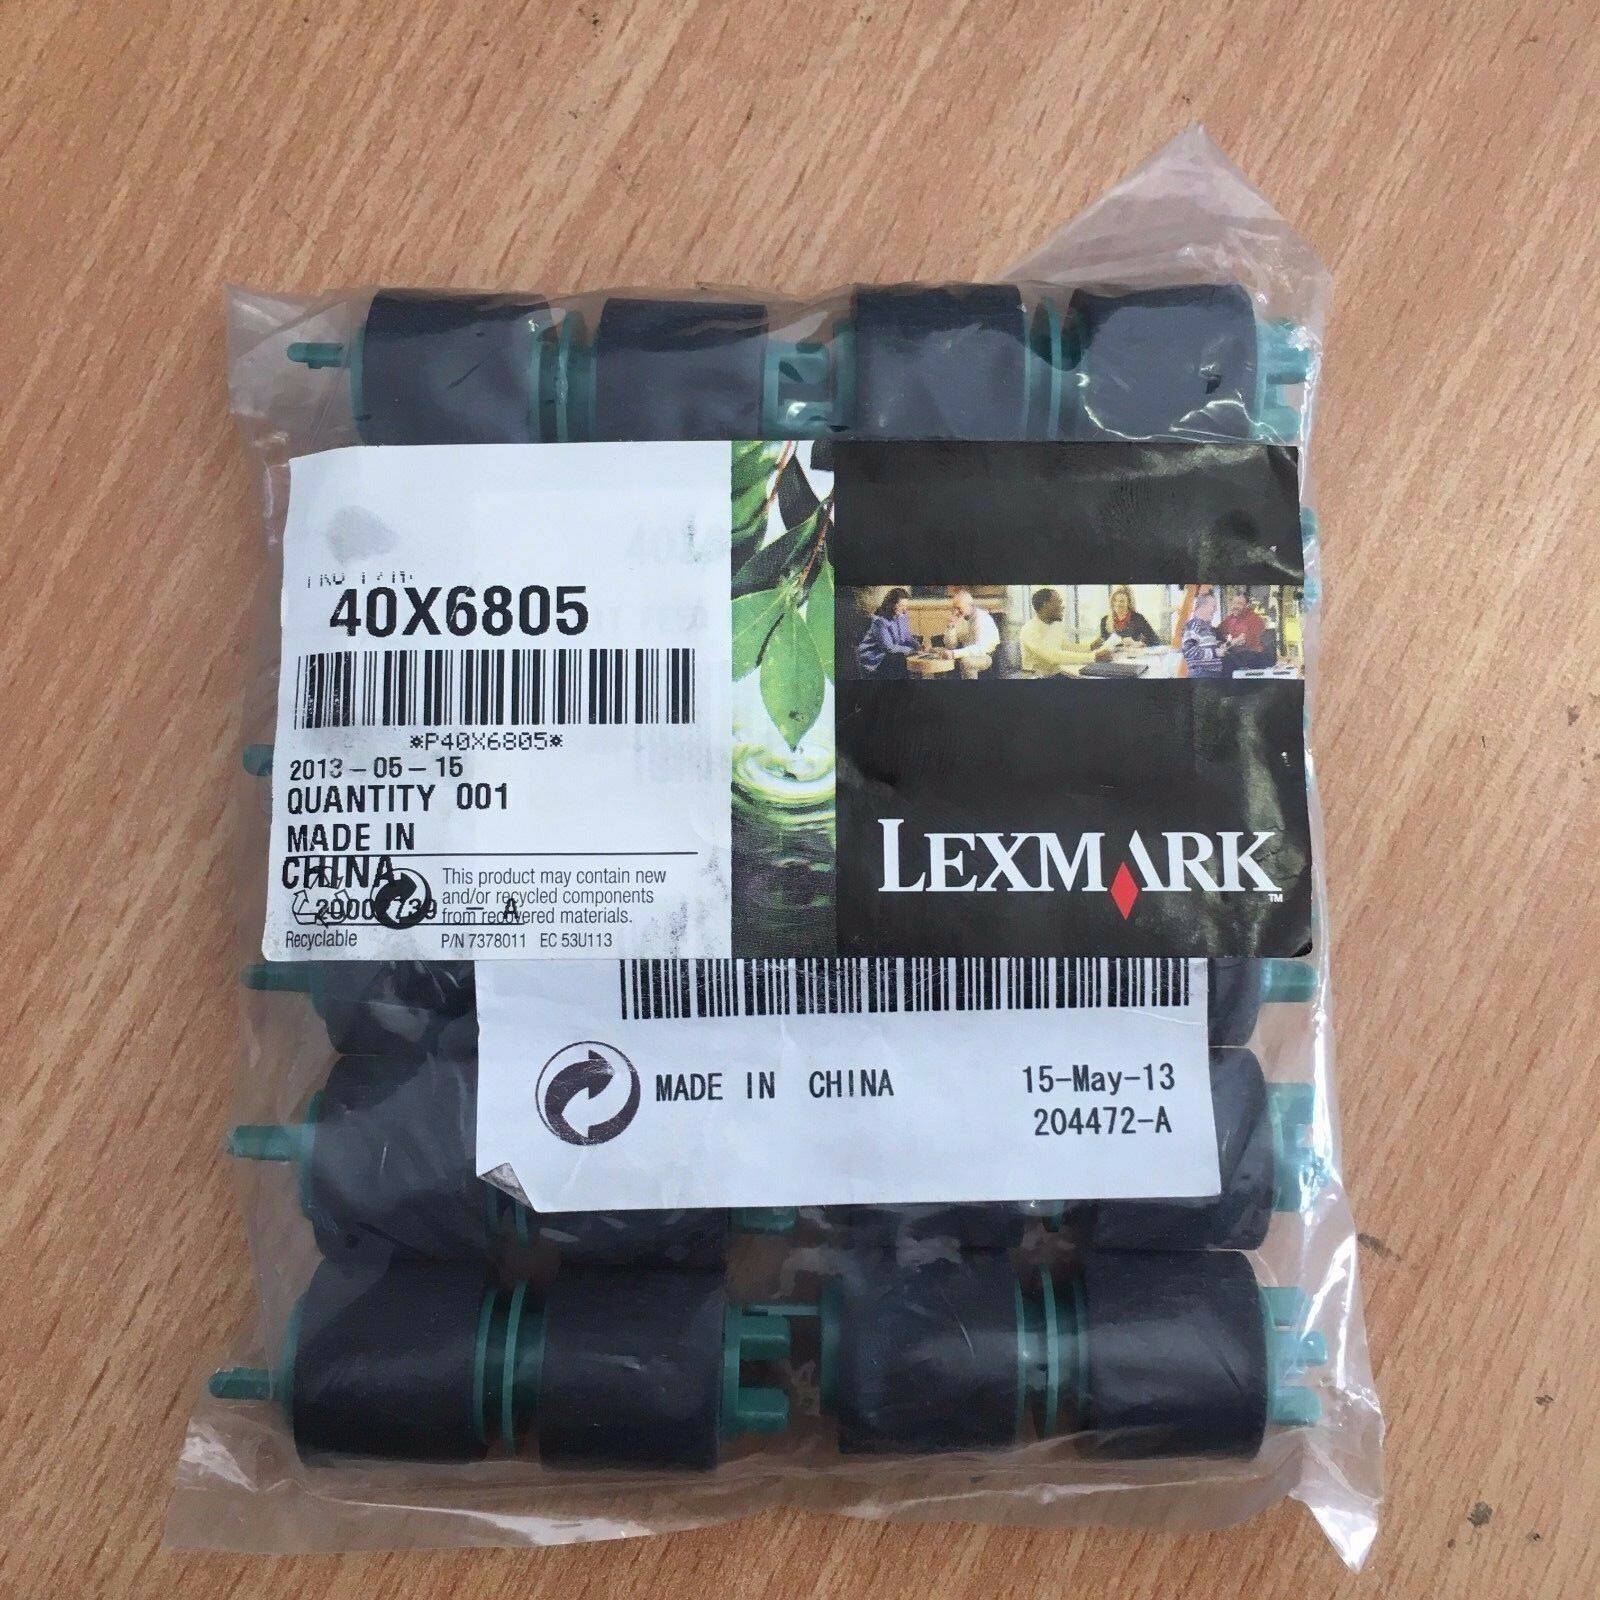 40X6805
*P40X6805*
2013-05-15
QUANTITY 001
MADE IN
CHINA
This product may contain new
and/or recycled components
from recovered materials.
Recyclable
P/N 7378011 EC 53U113
LEXMARK
TM
MADE IN CHINA
15-May-13
204472-A